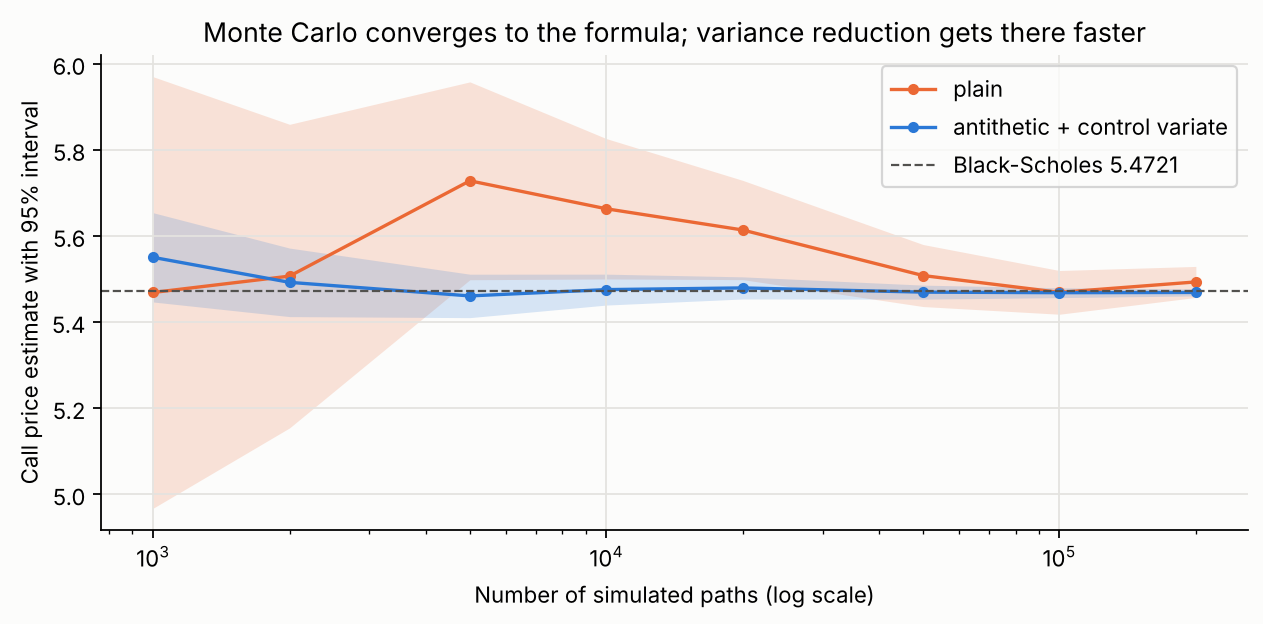 Monte Carlo converges to the formula; variance reduction gets there faster
Call price estimate with 95% interval
6.0
5.8
5.6
5.4
5.2
5.0
plain
antithetic + control variate
Black-Scholes 5.4721
10³
10⁴
10⁵
Number of simulated paths (log scale)